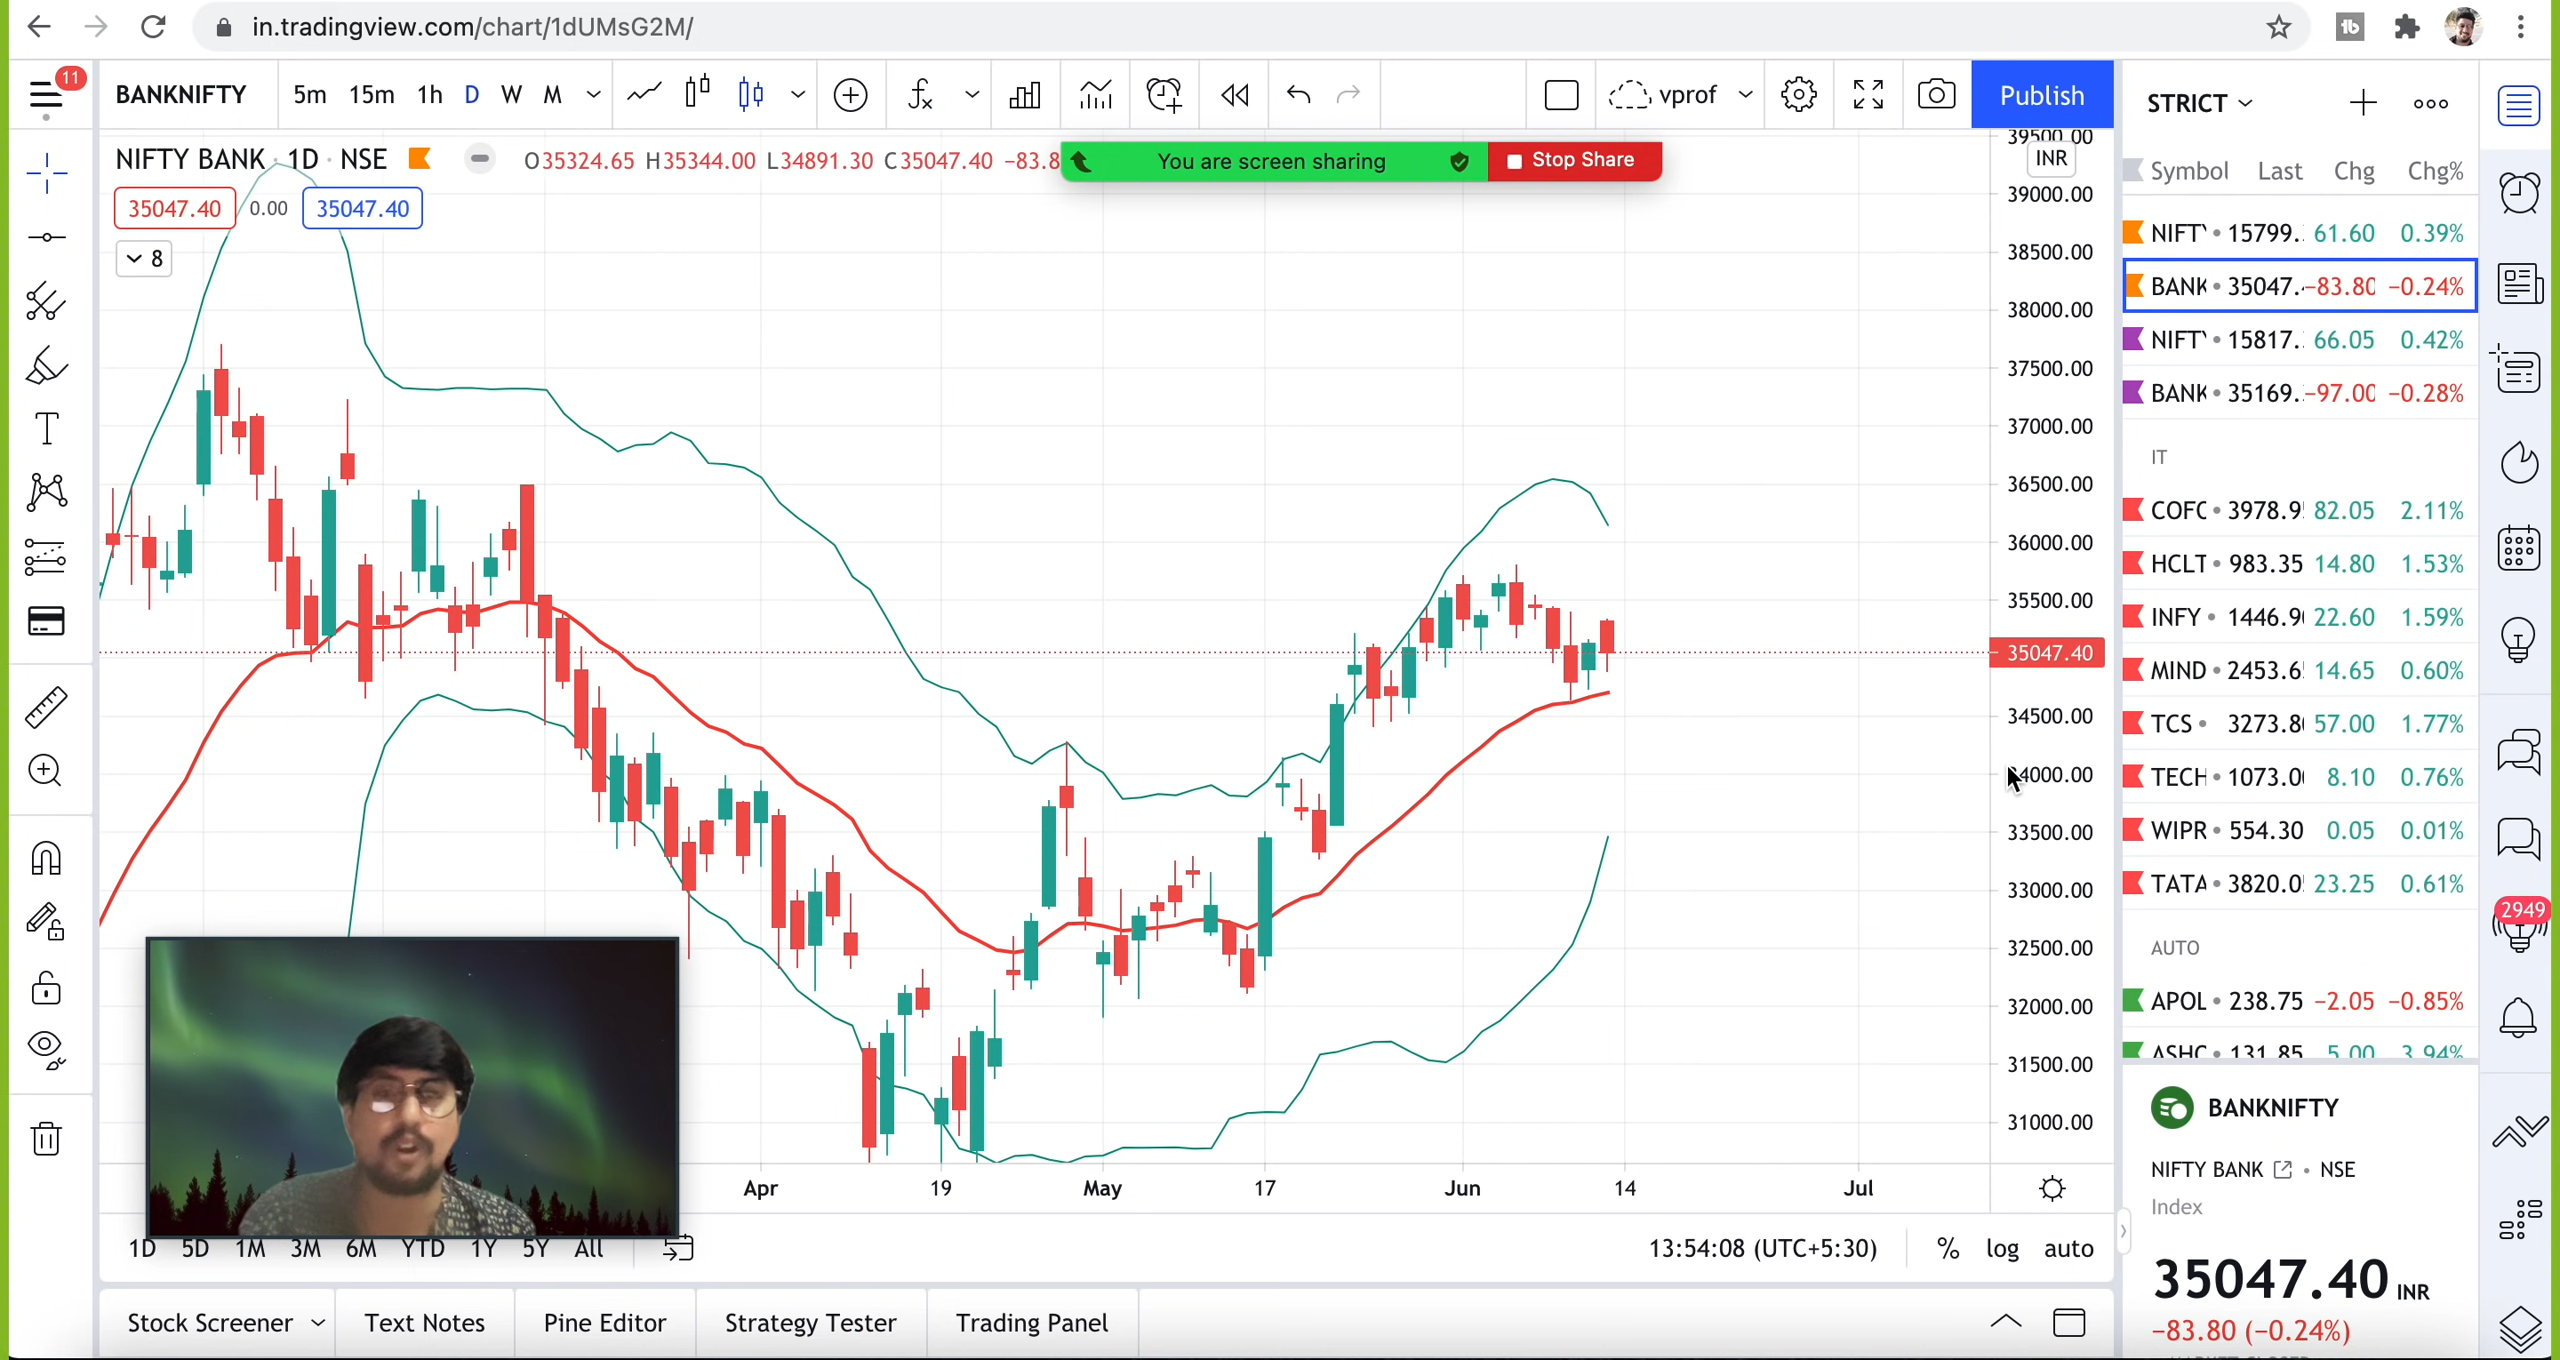 in.tradingview.com/chart/1dUMsG2M/
11
BANKNIFTY 5m 15m 1h D W M
vprof
Publish
STRICT
NIFTY BANK · 1D · NSE O35324.65 H35344.00 L34891.30 C35047.40 −83.8
You are screen sharing
Stop Share
35047.40 0.00 35047.40
8
39500.00
INR
39000.00
38500.00
38000.00
37500.00
37000.00
36500.00
36000.00
35500.00
35047.40
34500.00
34000.00
33500.00
33000.00
32500.00
32000.00
31500.00
31000.00
Apr 19 May 17 Jun 14 Jul
1D 5D 1M 3M 6M YTD 1Y 5Y All
13:54:08 (UTC+5:30) % log auto
Stock Screener Text Notes Pine Editor Strategy Tester Trading Panel
Symbol Last Chg Chg%
NIFTY 15799. 61.60 0.39%
BANK 35047. −83.80 −0.24%
NIFTY 15817. 66.05 0.42%
BANK 35169. −97.00 −0.28%
IT
COFC 3978.9 82.05 2.11%
HCLT 983.35 14.80 1.53%
INFY 1446.9 22.60 1.59%
MIND 2453.6 14.65 0.60%
TCS 3273.8 57.00 1.77%
TECH 1073.0 8.10 0.76%
WIPR 554.30 0.05 0.01%
TATA 3820.0 23.25 0.61%
AUTO
APOL 238.75 −2.05 −0.85%
ASHC 131.85 5.00 3.94%
2949
BANKNIFTY
NIFTY BANK • NSE
Index
35047.40 INR
−83.80 (−0.24%)